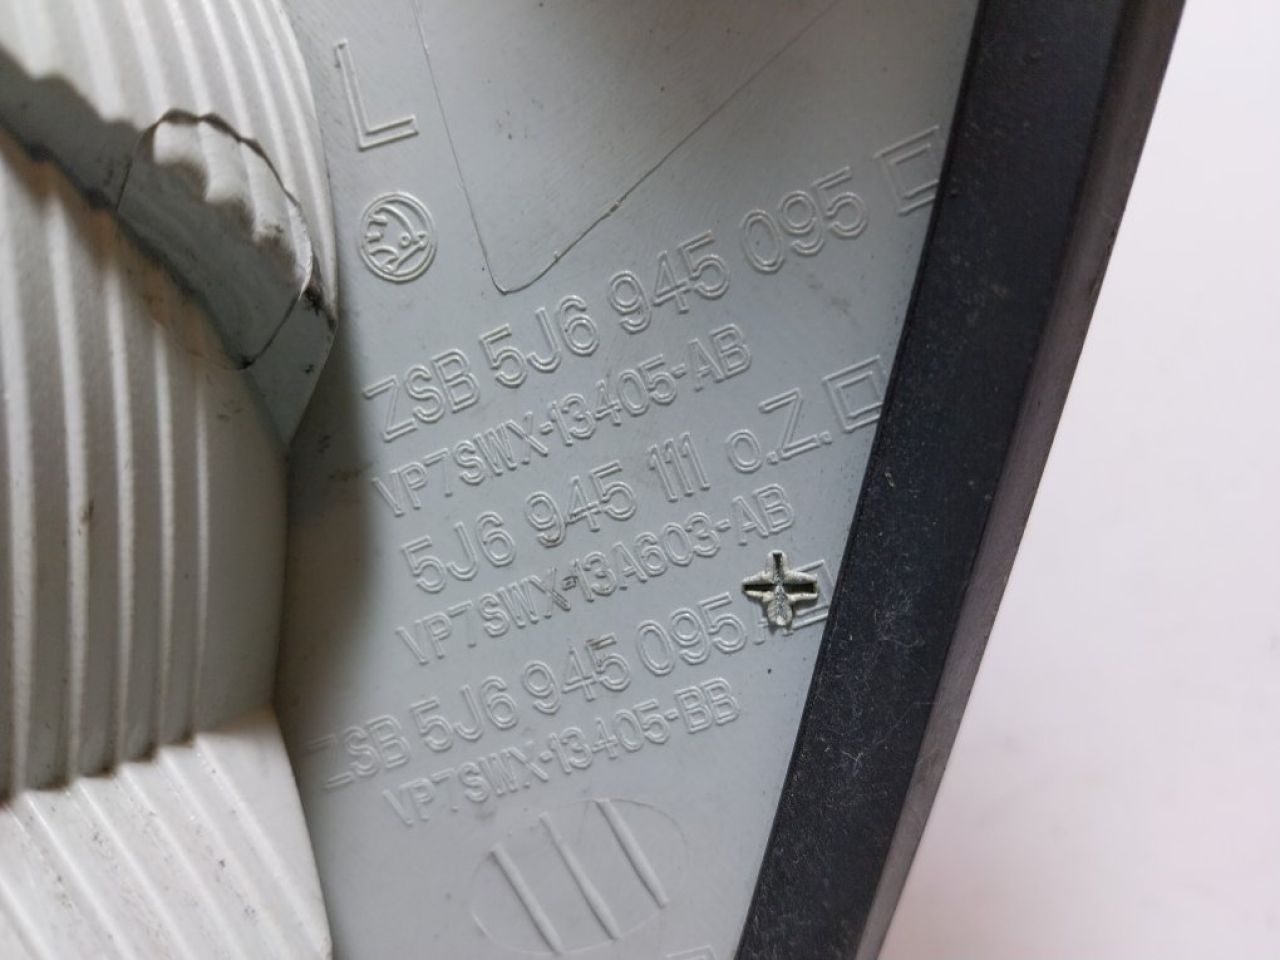 L
ZSB 5J6 945 095
VP7SWX-13405-AB
5J6 945 111 o.Z.
VP7SWX-13A603-AB
ZSB 5J6 945 095A
VP7SWX-13405-BB